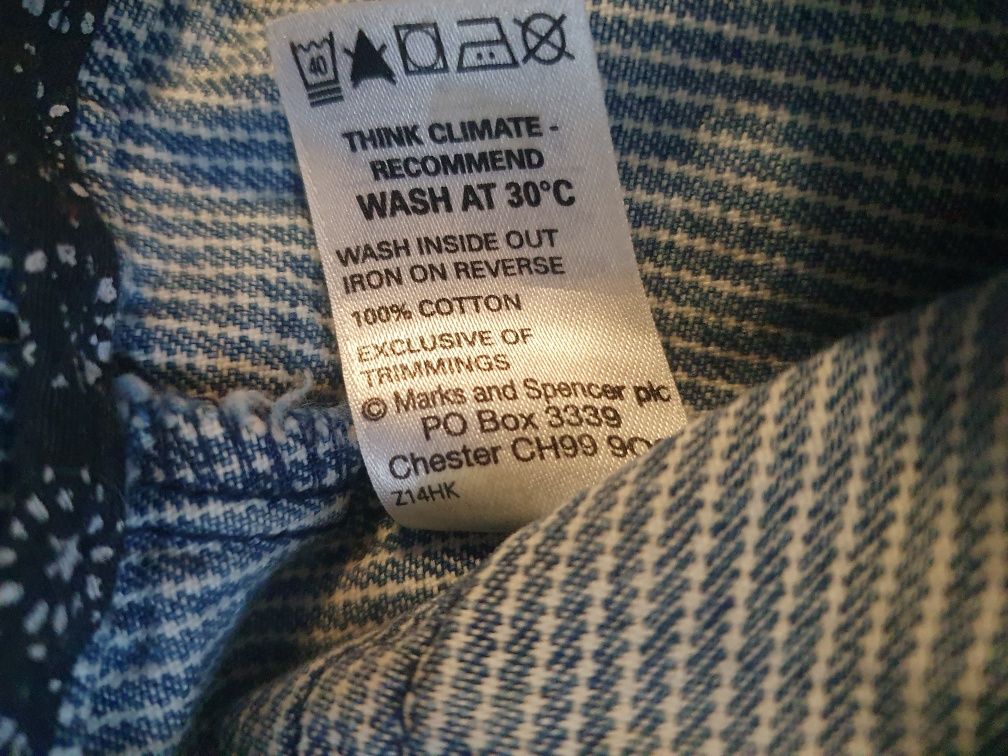 40
THINK CLIMATE -
RECOMMEND
WASH AT 30°C
WASH INSIDE OUT
IRON ON REVERSE
100% COTTON
EXCLUSIVE OF
TRIMMINGS
© Marks and Spencer plc
PO Box 3339
Chester CH99
Z14HK